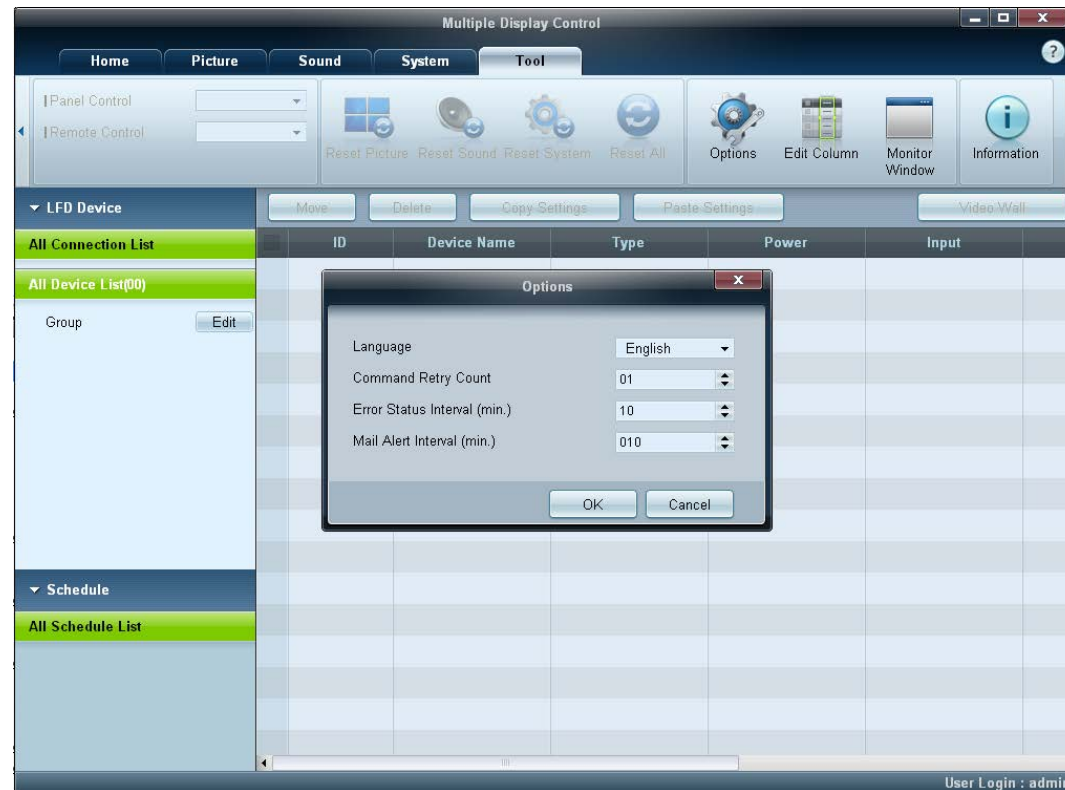 Multiple Display Control
Home Picture Sound System Tool
?
Panel Control
Remote Control
Reset Picture Reset Sound Reset System Reset All Options Edit Column Monitor Window Information
LFD Device
Move Delete Copy Settings Paste Settings Video Wall
All Connection List
ID Device Name Type Power Input
All Device List(00)
Group Edit
Options
Language English
Command Retry Count 01
Error Status Interval (min.) 10
Mail Alert Interval (min.) 010
OK Cancel
Schedule
All Schedule List
User Login : admin